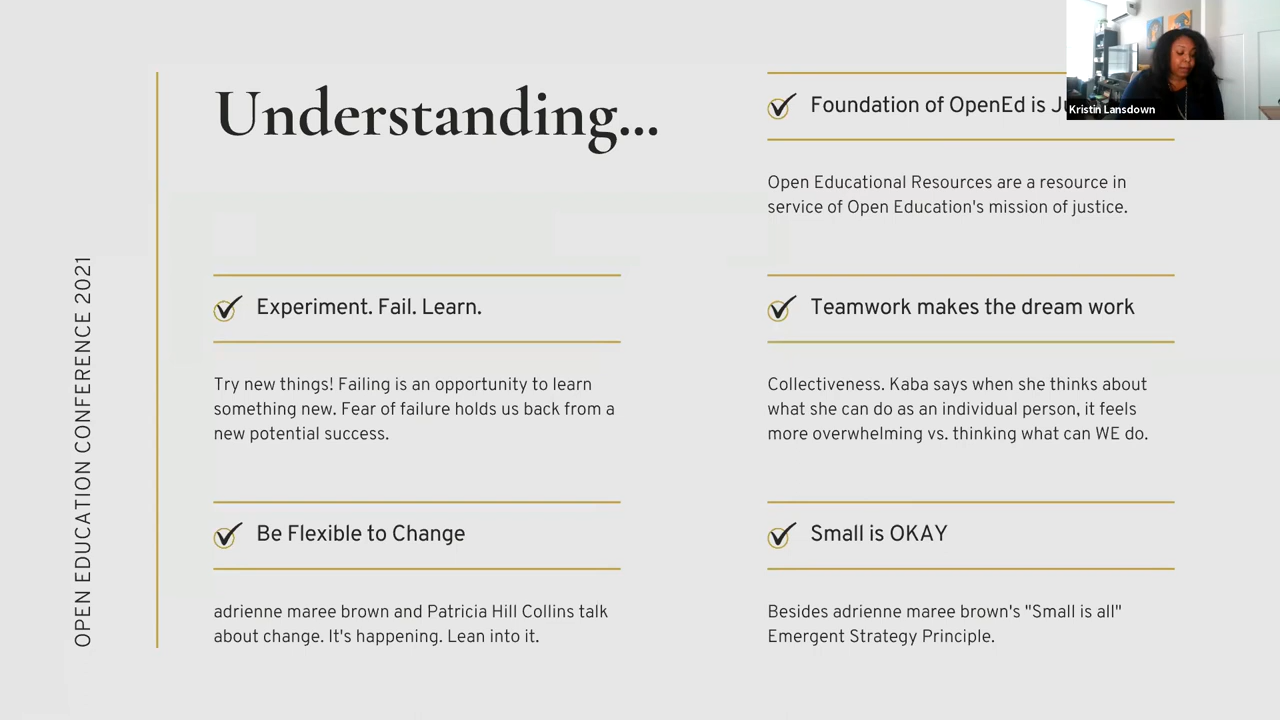 Understanding...
Foundation of OpenEd is
Kristin Lansdown
Open Educational Resources are a resource in
service of Open Education's mission of justice.
Experiment. Fail. Learn.
Try new things! Failing is an opportunity to learn
something new. Fear of failure holds us back from a
new potential success.
Teamwork makes the dream work
Collectiveness. Kaba says when she thinks about
what she can do as an individual person, it feels
more overwhelming vs. thinking what can WE do.
Be Flexible to Change
adrienne maree brown and Patricia Hill Collins talk
about change. It's happening. Lean into it.
Small is OKAY
Besides adrienne maree brown's "Small is all"
Emergent Strategy Principle.
OPEN EDUCATION CONFERENCE 2021